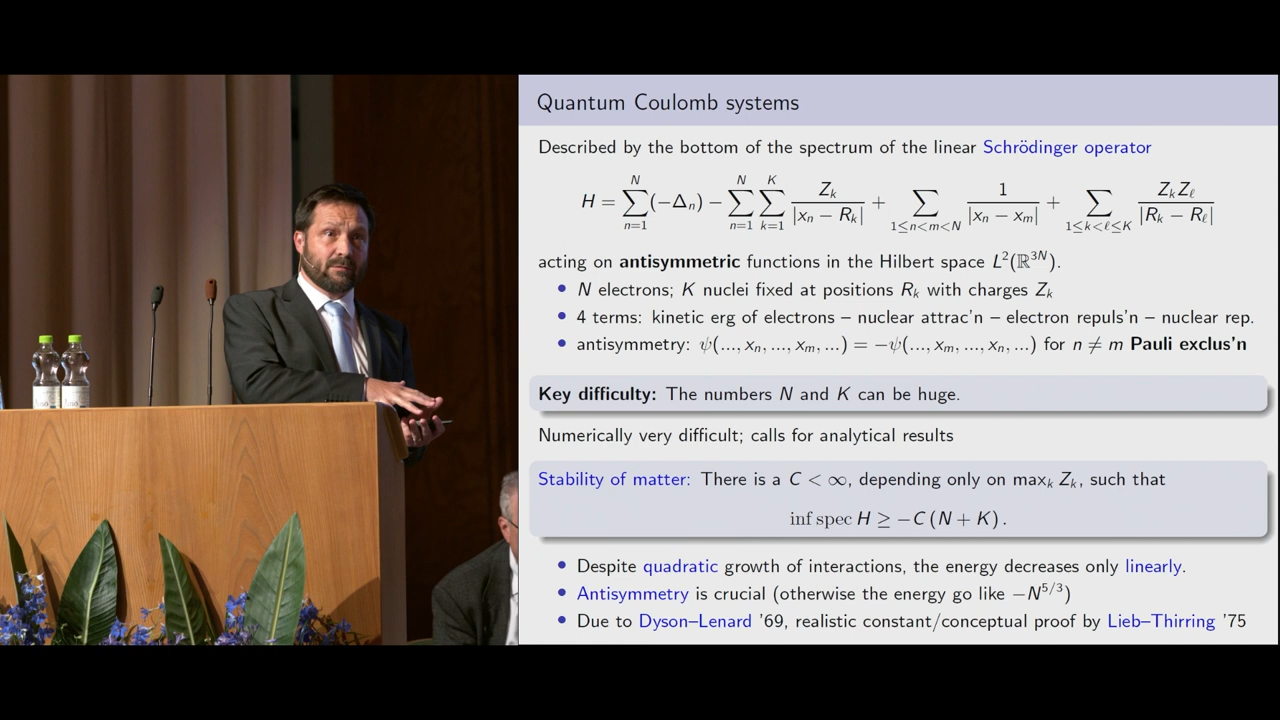 Quantum Coulomb systems
Described by the bottom of the spectrum of the linear Schrödinger operator
H = \sum_{n=1}^{N} (-\Delta_n) - \sum_{n=1}^{N} \sum_{k=1}^{K} \frac{Z_k}{|x_n - R_k|} + \sum_{1 \le n < m < N} \frac{1}{|x_n - x_m|} + \sum_{1 \le k < \ell \le K} \frac{Z_k Z_\ell}{|R_k - R_\ell|}
acting on antisymmetric functions in the Hilbert space L²(ℝ³ᴺ).
• N electrons; K nuclei fixed at positions R_k with charges Z_k
• 4 terms: kinetic erg of electrons – nuclear attrac'n – electron repuls'n – nuclear rep.
• antisymmetry: ψ(..., x_n, ..., x_m, ...) = −ψ(..., x_m, ..., x_n, ...) for n ≠ m Pauli exclus'n
Key difficulty: The numbers N and K can be huge.
Numerically very difficult; calls for analytical results
Stability of matter: There is a C < ∞, depending only on max_k Z_k, such that
inf spec H ≥ −C (N + K) .
• Despite quadratic growth of interactions, the energy decreases only linearly.
• Antisymmetry is crucial (otherwise the energy go like −N^{5/3})
• Due to Dyson–Lenard '69, realistic constant/conceptual proof by Lieb–Thirring '75